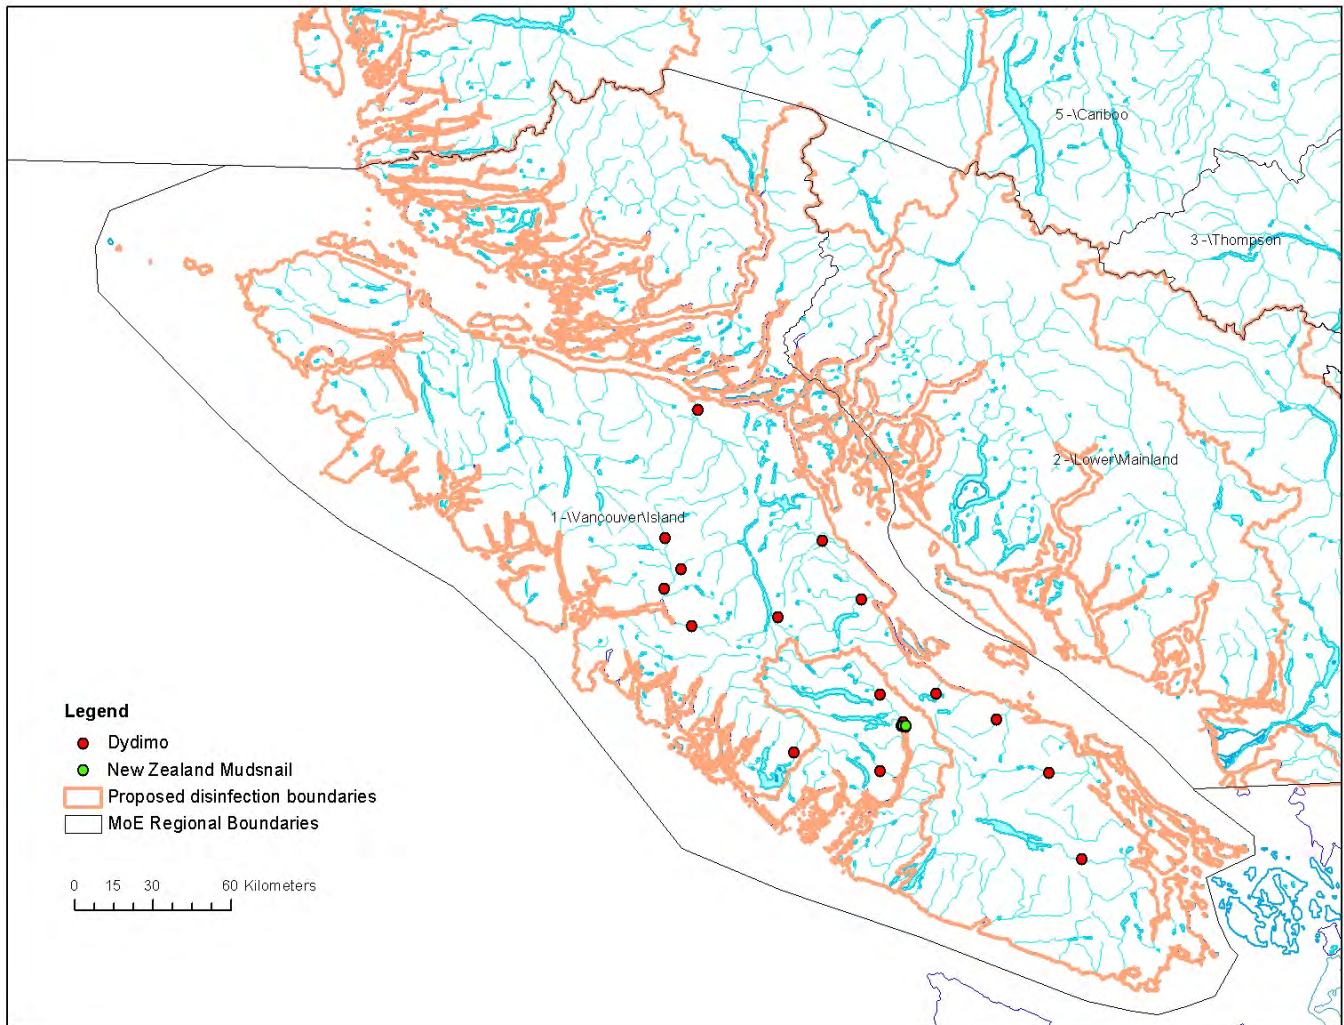 5 -\Cariboo
3 -\Thompson
2 -\Lower\Mainland
1 -\Vancouver\Island
Legend
Dydimo
New Zealand Mudsnail
Proposed disinfection boundaries
MoE Regional Boundaries
0 15 30 60 Kilometers